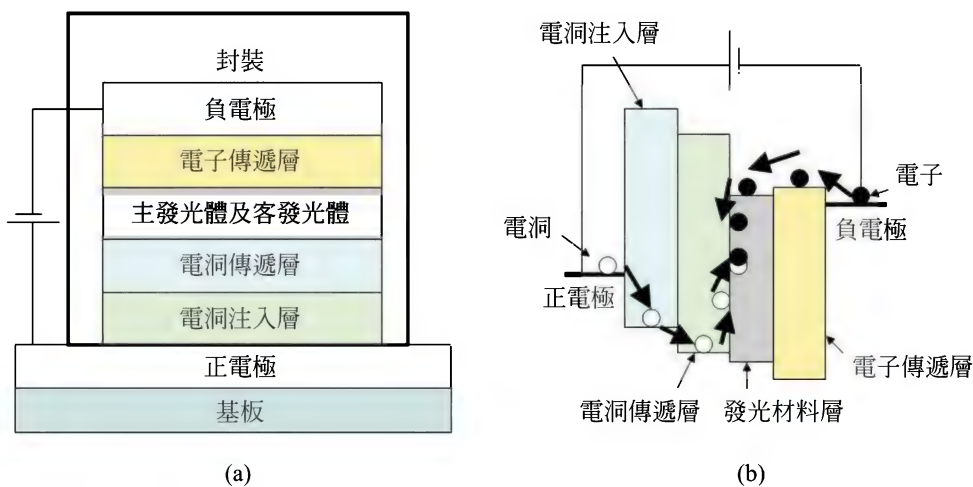 封裝
負電極
電子傳遞層
主發光體及客發光體
電洞傳遞層
電洞注入層
正電極
基板
(a)
電洞注入層
電子
電洞
負電極
正電極
電子傳遞層
電洞傳遞層
發光材料層
(b)